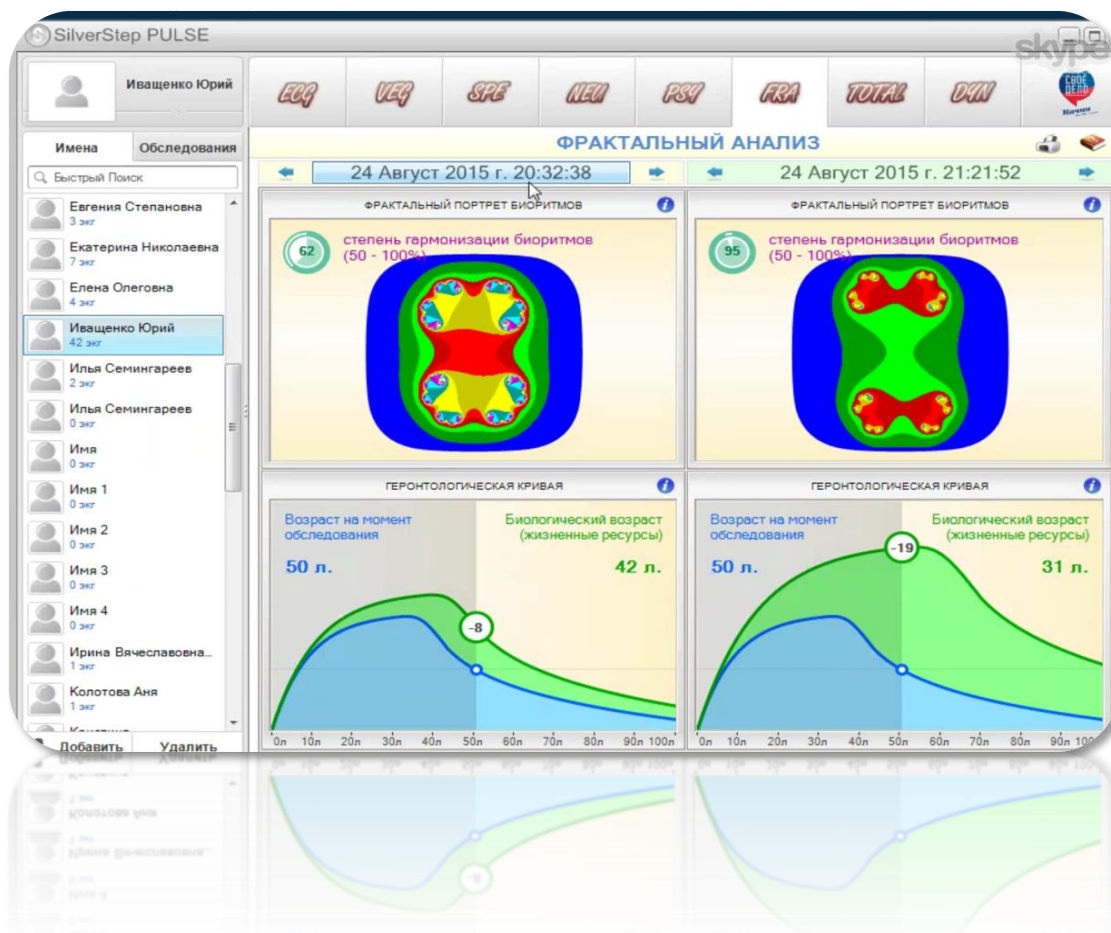 SilverStep PULSE
skype
Иващенко Юрий
ECG
VEG
SPE
NEU
PSY
FRA
TOTAL
DYN
СВОЁ
ДЕЛО
Начни
Имена
Обследования
ФРАКТАЛЬНЫЙ АНАЛИЗ
Быстрый Поиск
24 Август 2015 г. 20:32:38
24 Август 2015 г. 21:21:52
Евгения Степановна
3 экг
Екатерина Николаевна
7 экг
Елена Олеговна
4 экг
Иващенко Юрий
42 экг
Илья Семингареев
2 экг
Илья Семингареев
0 экг
Имя
0 экг
Имя 1
0 экг
Имя 2
0 экг
Имя 3
0 экг
Имя 4
0 экг
Ирина Вячеславовна...
1 экг
Колотова Аня
1 экг
Добавить
Удалить
ФРАКТАЛЬНЫЙ ПОРТРЕТ БИОРИТМОВ
62
степень гармонизации биоритмов
(50 - 100%)
ФРАКТАЛЬНЫЙ ПОРТРЕТ БИОРИТМОВ
95
степень гармонизации биоритмов
(50 - 100%)
ГЕРОНТОЛОГИЧЕСКАЯ КРИВАЯ
Возраст на момент
обследования
50 л.
Биологический возраст
(жизненные ресурсы)
42 л.
-8
0л 10л 20л 30л 40л 50л 60л 70л 80л 90л 100л
ГЕРОНТОЛОГИЧЕСКАЯ КРИВАЯ
Возраст на момент
обследования
50 л.
Биологический возраст
(жизненные ресурсы)
31 л.
-19
0л 10л 20л 30л 40л 50л 60л 70л 80л 90л